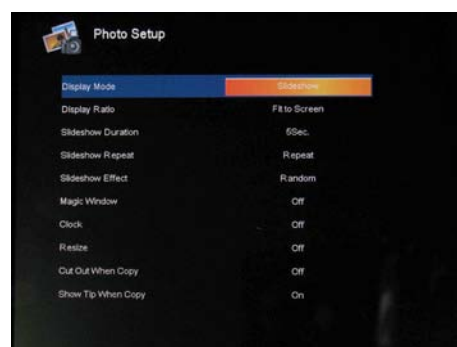 Photo Setup
Display Mode Slideshow
Display Ratio Fit to Screen
Slideshow Duration 5Sec.
Slideshow Repeat Repeat
Slideshow Effect Random
Magic Window Off
Clock Off
Resize Off
Cut Out When Copy Off
Show Tip When Copy On